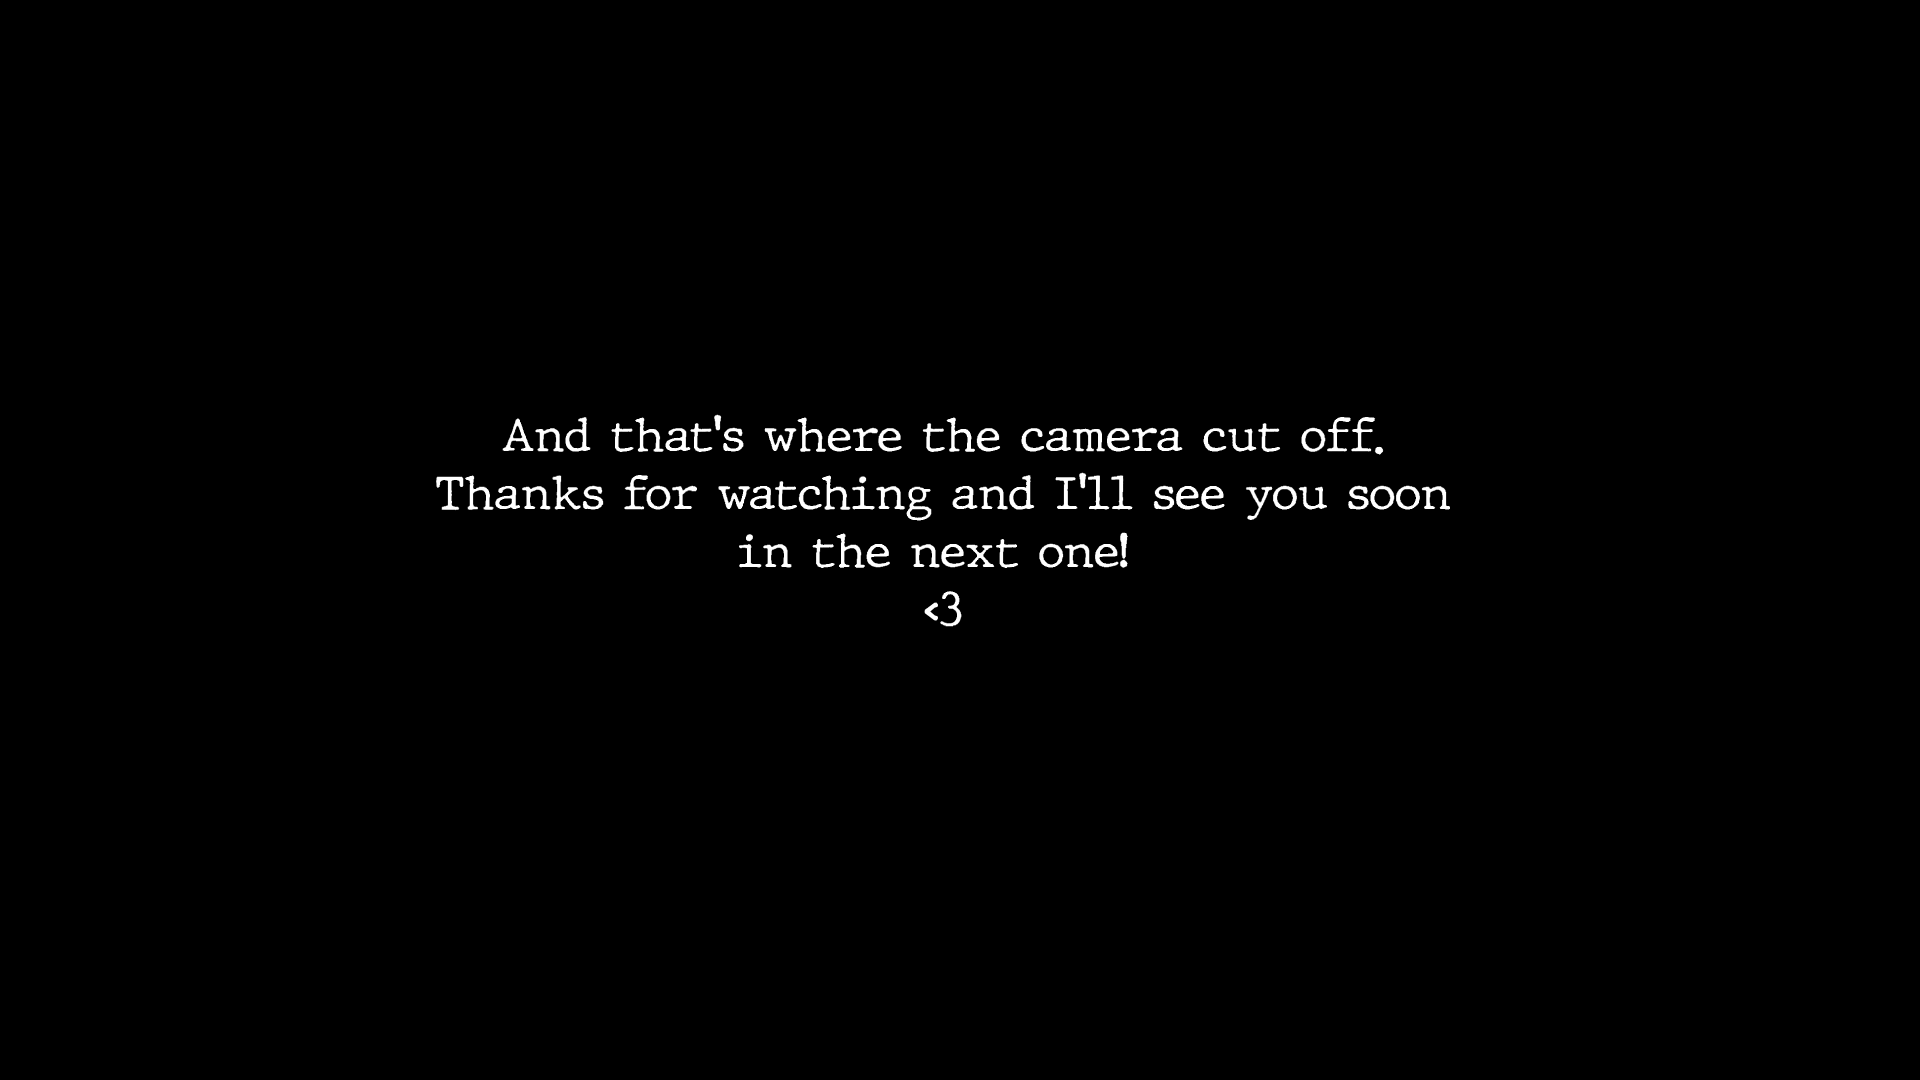 And that's where the camera cut off.
Thanks for watching and I'll see you soon
in the next one!
<3